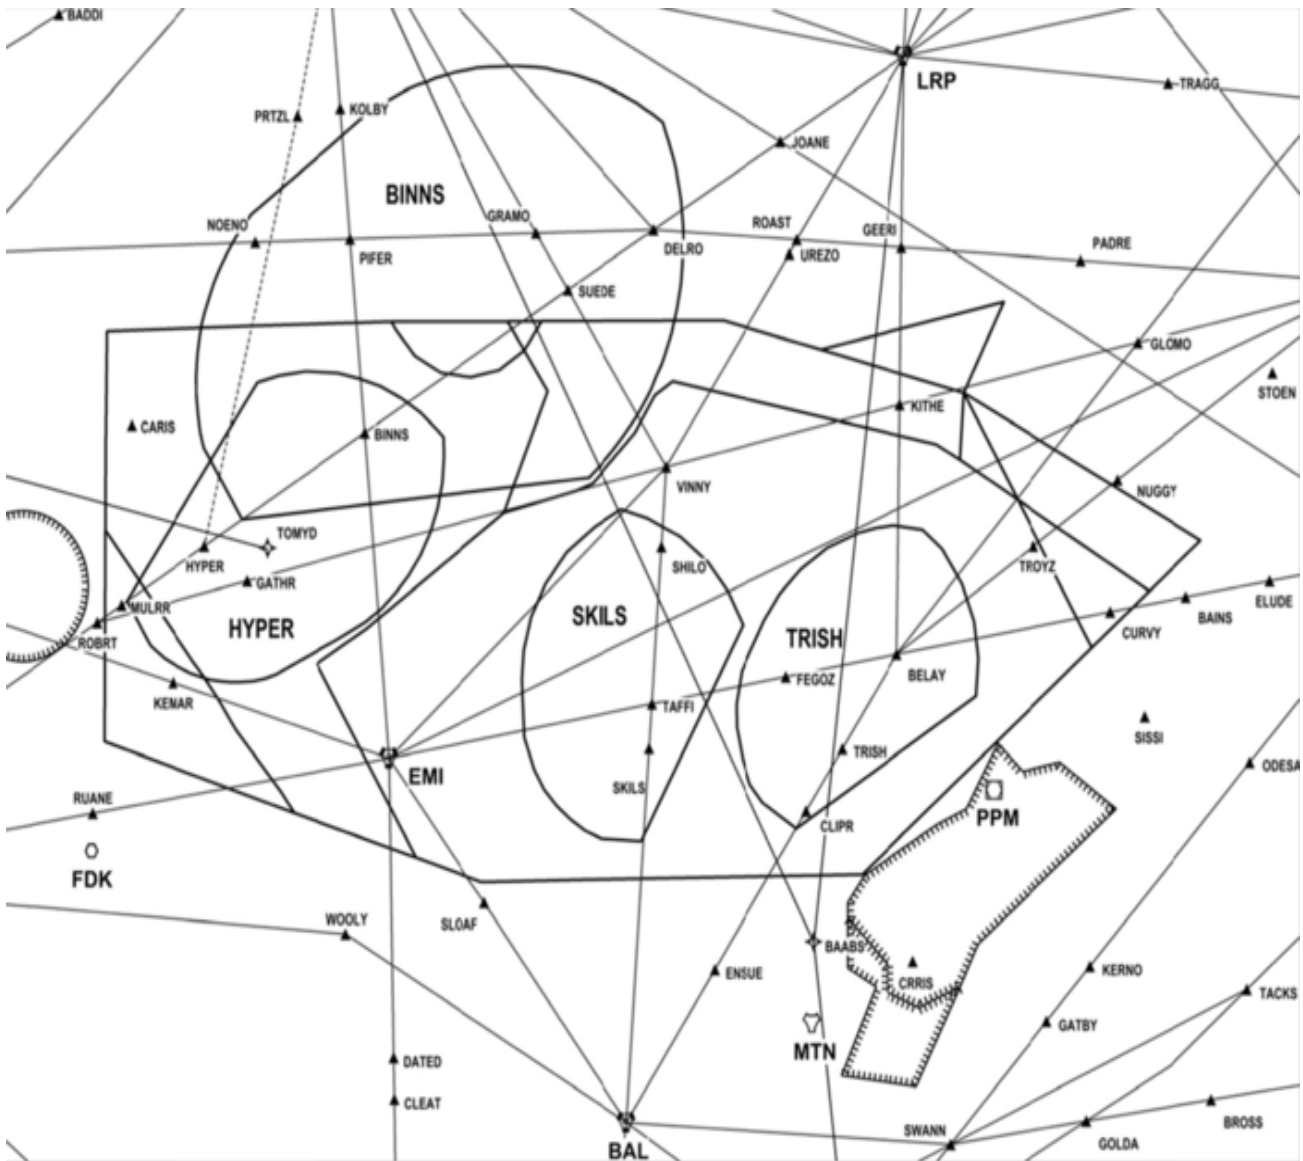 BADDI
LRP
TRAGG
PRTZL
KOLBY
JOANE
BINNS
NOENO
GRAMO
ROAST
GEERI
PADRE
PIFER
DELRO
UREZO
SUEDE
GLOMO
STOEN
KITHE
CARIS
BINNS
VINNY
NUGGY
TOMYD
HYPER
SHILO
TROYZ
GATHR
ELUDE
MULRR
BAINS
HYPER
SKILS
TRISH
CURVY
ROBRT
BELAY
FEGOZ
KEMAR
TAFFI
SISSI
TRISH
EMI
ODESA
SKILS
RUANE
PPM
CLIPR
FDK
WOOLY
SLOAF
BAABS
ENSUE
CRRIS
KERNO
TACKS
GATBY
MTN
DATED
CLEAT
SWANN
BROSS
BAL
GOLDA